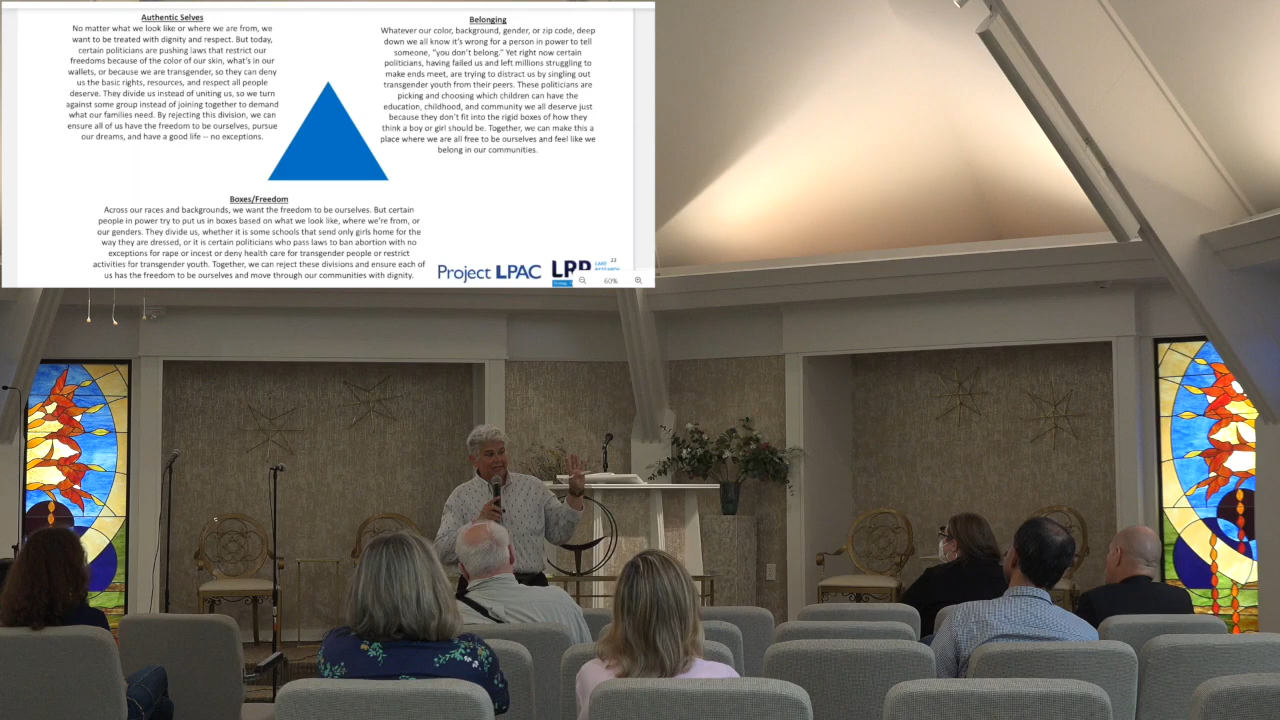 Authentic Selves
No matter what we look like or where we are from, we
want to be treated with dignity and respect. But today,
certain politicians are pushing laws that restrict our
freedoms because of the color of our skin, what's in our
wallets, or because we are transgender, so they can deny
us the basic rights, resources, and respect all people
deserve. They divide us instead of uniting us, so we turn
against some group instead of joining together to demand
what our families need. By rejecting this division, we can
ensure all of us have the freedom to be ourselves, pursue
our dreams, and have a good life -- no exceptions.
Belonging
Whatever our color, background, gender, or zip code, deep
down we all know it's wrong for a person in power to tell
someone, "you don't belong." Yet right now certain
politicians, having failed us and left millions struggling to
make ends meet, are trying to distract us by singling out
transgender youth from their peers. These politicians are
picking and choosing which children can have the
education, childhood, and community we all deserve just
because they don't fit into the rigid boxes of how they
think a boy or girl should be. Together, we can make this a
place where we are all free to be ourselves and feel like we
belong in our communities.
Boxes/Freedom
Across our races and backgrounds, we want the freedom to be ourselves. But certain
people in power try to put us in boxes based on what we look like, where we're from, or
our genders. They divide us, whether it is some schools that send only girls home for the
way they are dressed, or it is certain politicians who pass laws to ban abortion with no
exceptions for rape or incest or deny health care for transgender people or restrict
activities for transgender youth. Together, we can reject these divisions and ensure each of
us has the freedom to be ourselves and move through our communities with dignity.
Project LPAC
LRP
LAKE
RESEARCH
22
60%